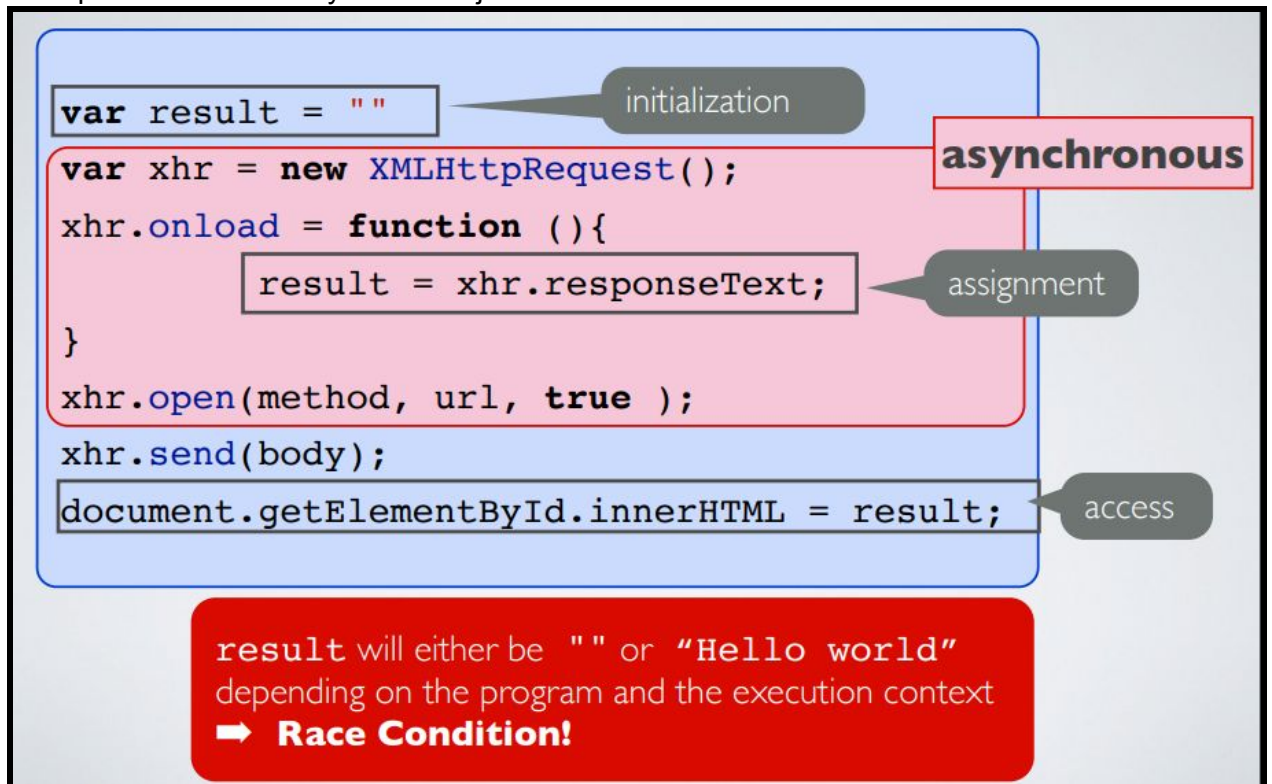 var result = ""
initialization
asynchronous
var xhr = new XMLHttpRequest();
xhr.onload = function (){
result = xhr.responseText;
assignment
}
xhr.open(method, url, true );
xhr.send(body);
document.getElementById.innerHTML = result;
access
result will either be "" or “Hello world”
depending on the program and the execution context
➡ Race Condition!